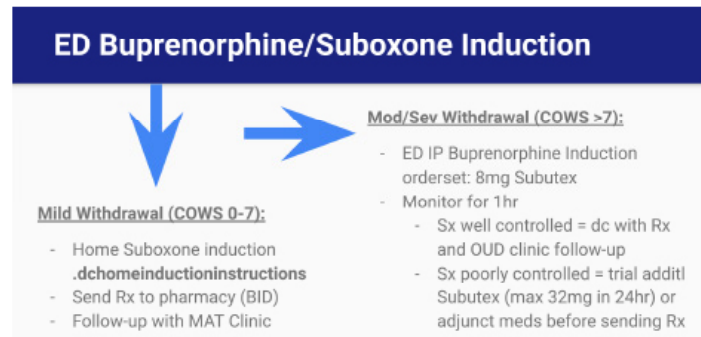 ED Buprenorphine/Suboxone Induction
Mild Withdrawal (COWS 0-7):
- Home Suboxone induction
.dchomeinductioninstructions
- Send Rx to pharmacy (BID)
- Follow-up with MAT Clinic
Mod/Sev Withdrawal (COWS >7):
- ED IP Buprenorphine Induction
orderset: 8mg Subutex
- Monitor for 1hr
- Sx well controlled = dc with Rx
and OUD clinic follow-up
- Sx poorly controlled = trial additl
Subutex (max 32mg in 24hr) or
adjunct meds before sending Rx